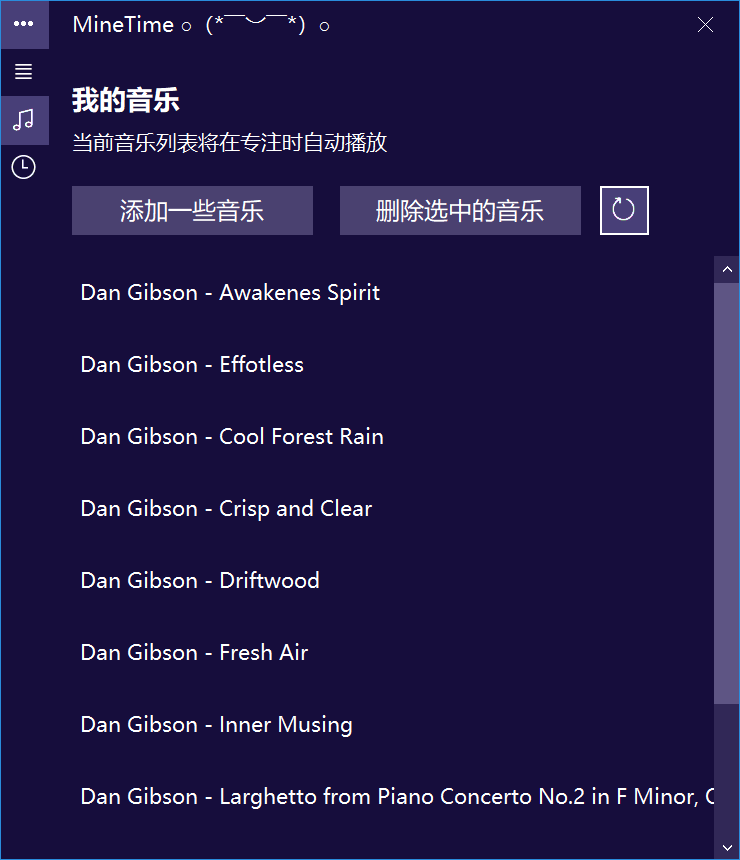 MineTime ○ (*￣︶￣*) ○
我的音乐
当前音乐列表将在专注时自动播放
添加一些音乐 删除选中的音乐
Dan Gibson - Awakenes Spirit
Dan Gibson - Effotless
Dan Gibson - Cool Forest Rain
Dan Gibson - Crisp and Clear
Dan Gibson - Driftwood
Dan Gibson - Fresh Air
Dan Gibson - Inner Musing
Dan Gibson - Larghetto from Piano Concerto No.2 in F Minor,